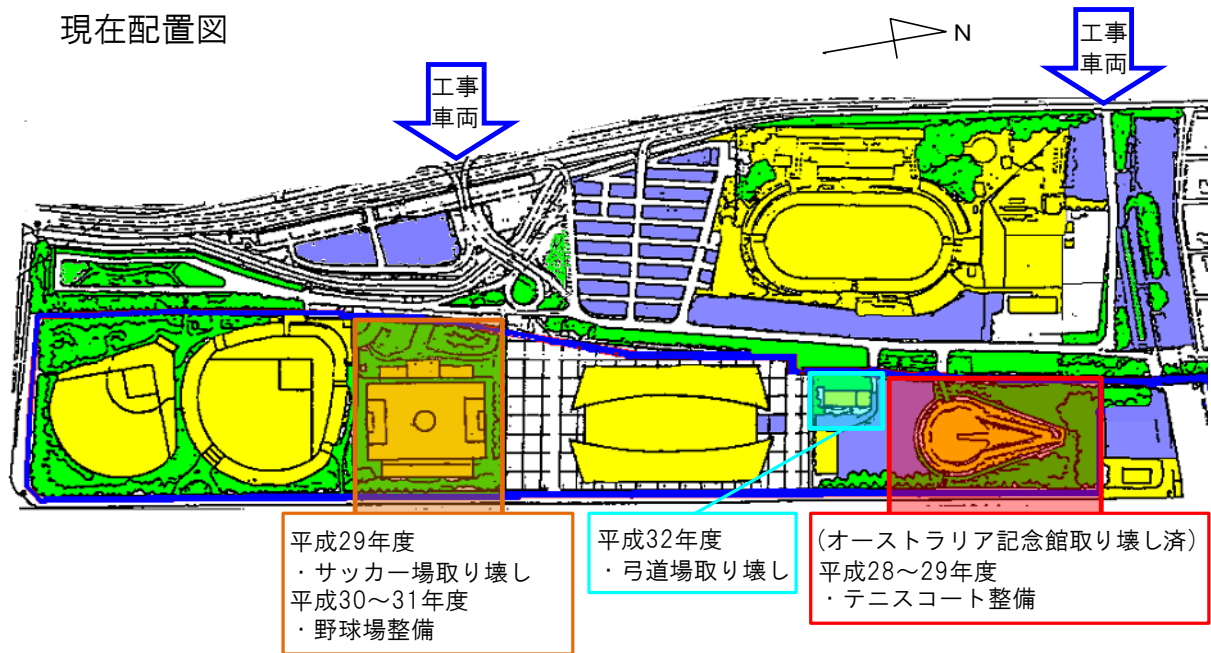 現在配置図
N
工事
車両
工事
車両
平成29年度
・サッカー場取り壊し
平成30～31年度
・野球場整備
平成32年度
・弓道場取り壊し
(オーストラリア記念館取り壊し済)
平成28～29年度
・テニスコート整備